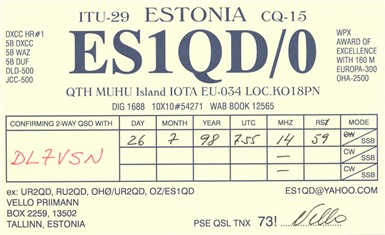 ITU-29 ESTONIA CQ-15
DXCC HR#1
5B DXCC
5B WAZ
5B DUF
DLD-500
JCC-500
ES1QD/0
WPX
AWARD OF
EXCELLENCE
WITH 160 M
EUROPA-300
OHA-2500
QTH MUHU Island IOTA EU-034 LOC.KO18PN
DIG 1688 10X10#54271 WAB BOOK 12565
CONFIRMING 2-WAY QSO WITH DAY MONTH YEAR UTC MHZ RST MODE
DL7VSN 26 7 98 755 14 59 CW SSB
— CW SSB
— CW SSB
ex: UR2QD, RU2QD, OHØ/UR2QD, OZ/ES1QD ES1QD@YAHOO.COM
VELLO PRIIMANN
BOX 2259, 13502
TALLINN, ESTONIA PSE QSL TNX 73! Vello